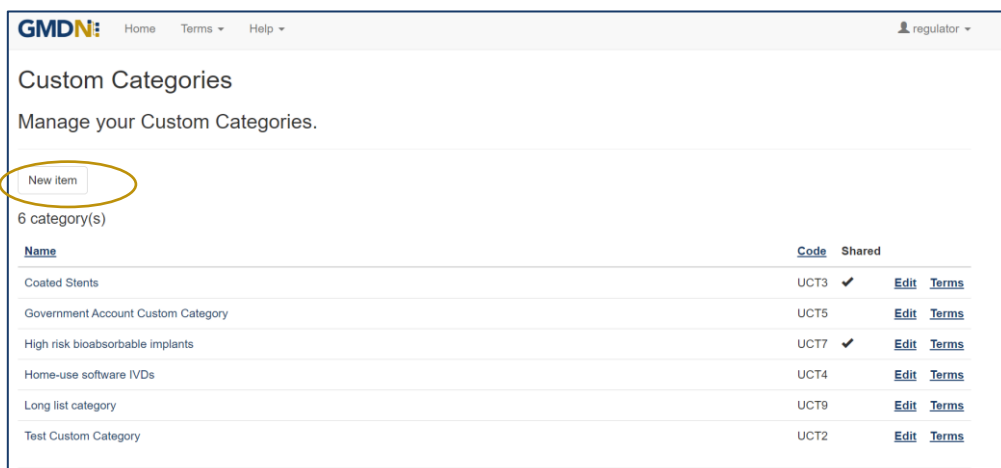 GMDN Home Terms Help regulator
Custom Categories
Manage your Custom Categories.
New item
6 category(s)
Name Code Shared
Coated Stents UCT3 ✔ Edit Terms
Government Account Custom Category UCT5 Edit Terms
High risk bioabsorbable implants UCT7 ✔ Edit Terms
Home-use software IVDs UCT4 Edit Terms
Long list category UCT9 Edit Terms
Test Custom Category UCT2 Edit Terms